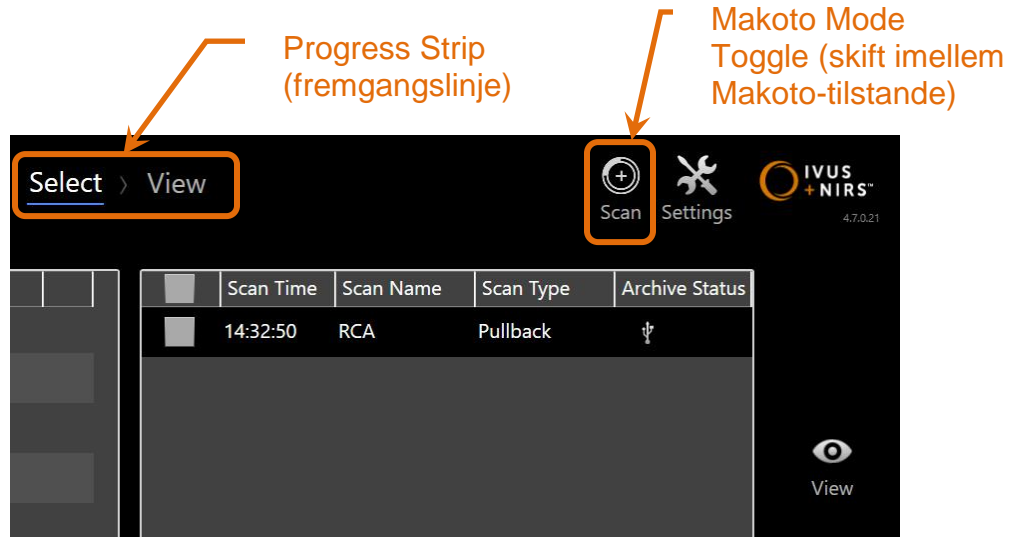 Progress Strip
(fremgangslinje)
Makoto Mode
Toggle (skift imellem
Makoto-tilstande)
Select > View
Scan
Settings
IVUS
+NIRS™
4.7.0.21
Scan Time Scan Name Scan Type Archive Status
14:32:50 RCA Pullback
View